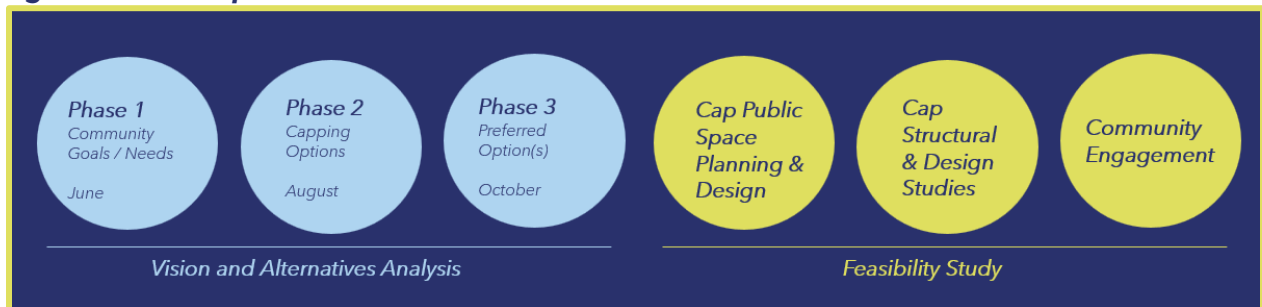 Phase 1
Community
Goals / Needs
June
Phase 2
Capping
Options
August
Phase 3
Preferred
Option(s)
October
Cap Public
Space
Planning &
Design
Cap
Structural
& Design
Studies
Community
Engagement
Vision and Alternatives Analysis
Feasibility Study